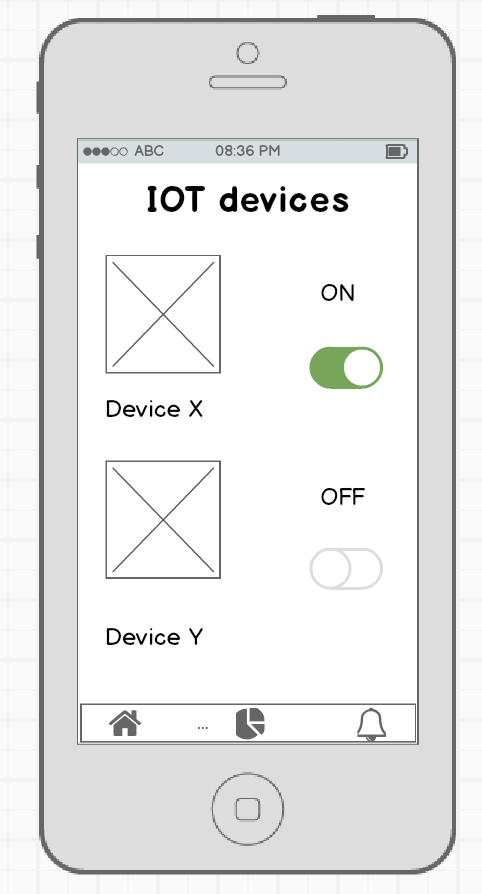 ABC 08:36 PM
IOT devices
ON
Device X
OFF
Device Y
...